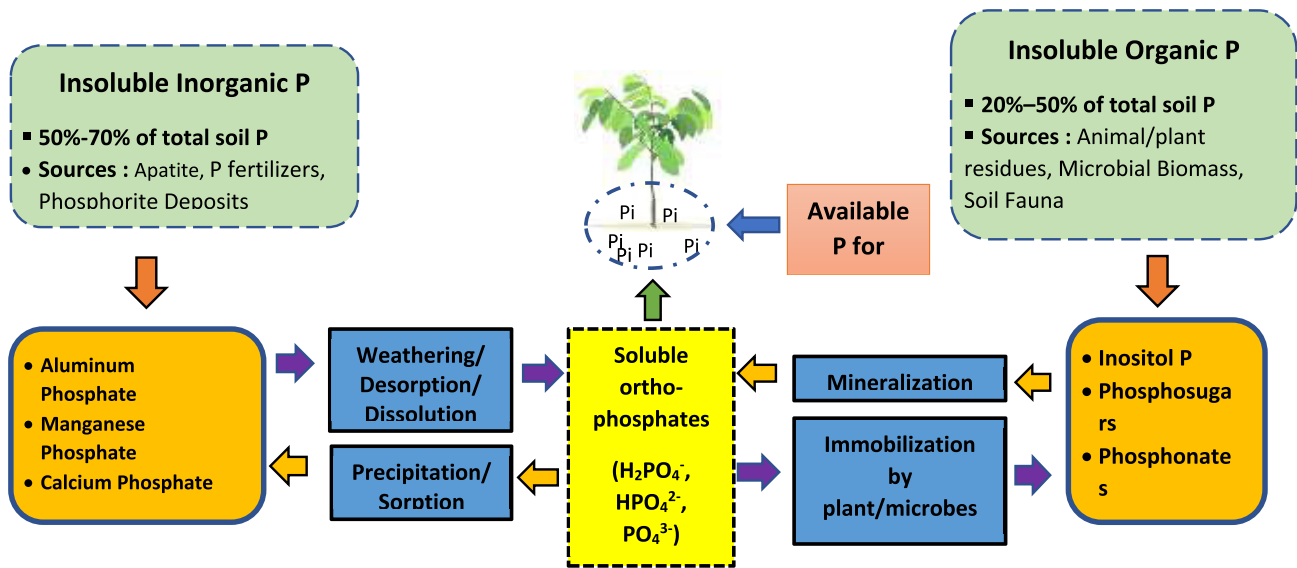 Insoluble Inorganic P
▪ 50%-70% of total soil P
• Sources : Apatite, P fertilizers,
Phosphorite Deposits
Pi
Pi
Pi
Pi
Pi
Pi
Available
P for
Insoluble Organic P
▪ 20%–50% of total soil P
▪ Sources : Animal/plant
residues, Microbial Biomass,
Soil Fauna
• Aluminum
Phosphate
• Manganese
Phosphate
• Calcium Phosphate
Weathering/
Desorption/
Dissolution
Precipitation/
Sorption
Soluble
ortho-
phosphates
(H₂PO₄⁻,
HPO₄²⁻,
PO₄³⁻)
Mineralization
Immobilization
by
plant/microbes
• Inositol P
• Phosphosuga
rs
• Phosphonate
s